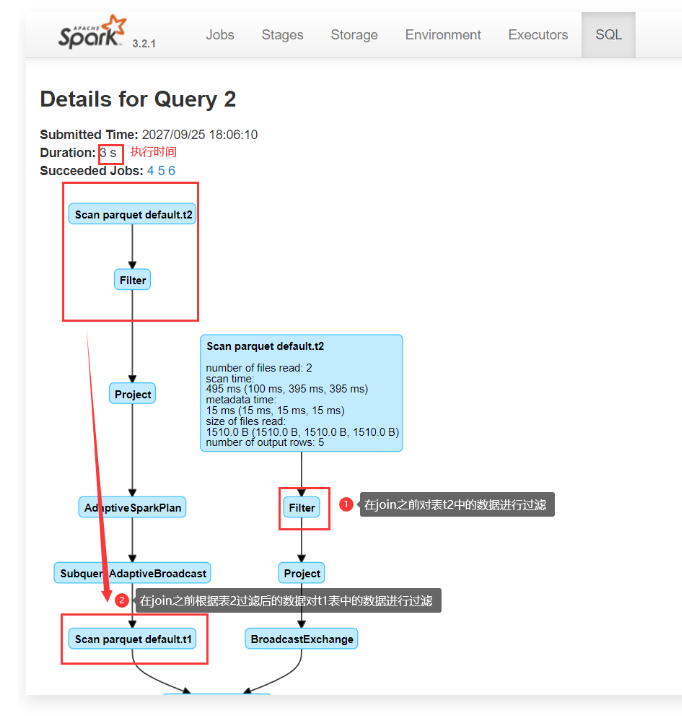 APACHE
Spark 3.2.1 Jobs Stages Storage Environment Executors SQL
Details for Query 2
Submitted Time: 2027/09/25 18:06:10
Duration: 3 s 执行时间
Succeeded Jobs: 4 5 6
Scan parquet default.t2
Filter
Project
AdaptiveSparkPlan
SubqueryAdaptiveBroadcast
Scan parquet default.t1
Scan parquet default.t2
number of files read: 2
scan time:
495 ms (100 ms, 395 ms, 395 ms)
metadata time:
15 ms (15 ms, 15 ms, 15 ms)
size of files read:
1510.0 B (1510.0 B, 1510.0 B, 1510.0 B)
number of output rows: 5
Filter
1 在join之前对表t2中的数据进行过滤
Project
2 在join之前根据表2过滤后的数据对t1表中的数据进行过滤
BroadcastExchange